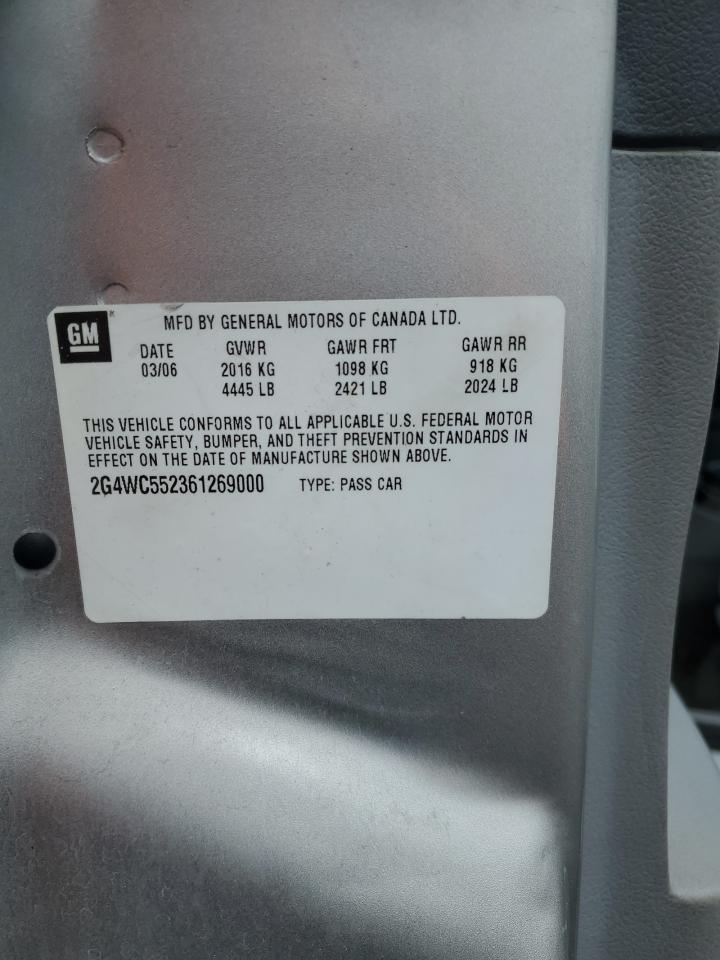 GM
MFD BY GENERAL MOTORS OF CANADA LTD.
DATE GVWR GAWR FRT GAWR RR
03/06 2016 KG 1098 KG 918 KG
4445 LB 2421 LB 2024 LB
THIS VEHICLE CONFORMS TO ALL APPLICABLE U.S. FEDERAL MOTOR
VEHICLE SAFETY, BUMPER, AND THEFT PREVENTION STANDARDS IN
EFFECT ON THE DATE OF MANUFACTURE SHOWN ABOVE.
2G4WC552361269000 TYPE: PASS CAR